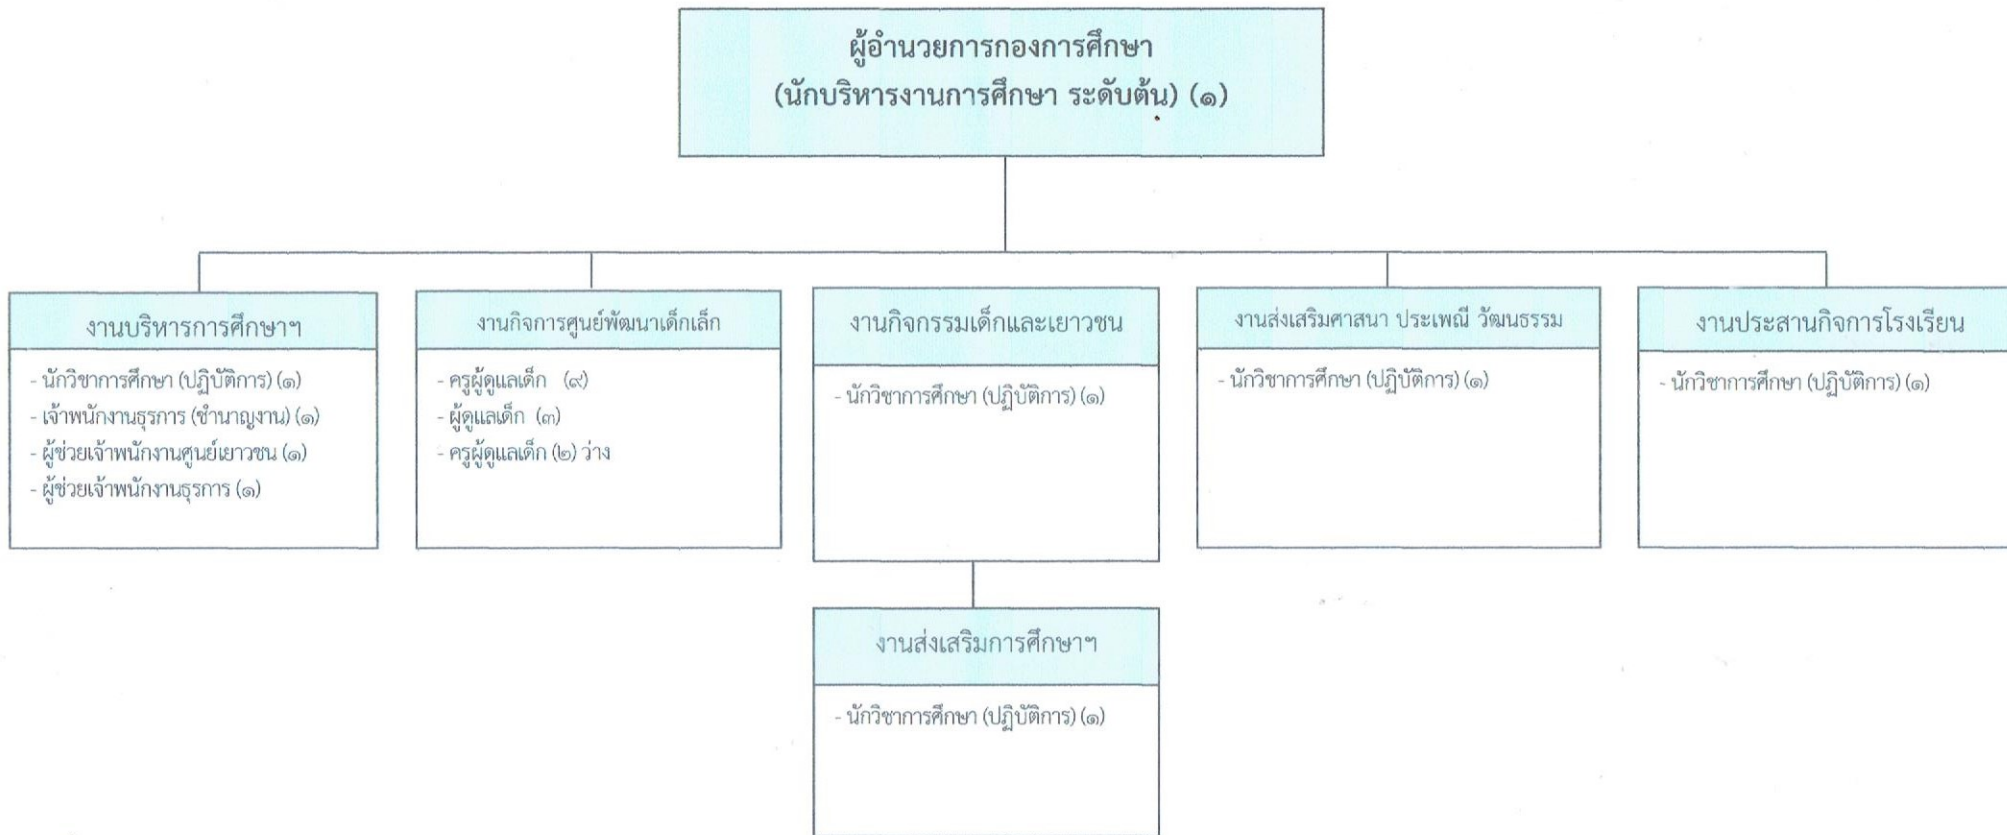 ผู้อำนวยการกองการศึกษา
(นักบริหารงานการศึกษา ระดับต้น) (๑)
งานบริหารการศึกษาฯ
- นักวิชาการศึกษา (ปฏิบัติการ) (๑)
- เจ้าพนักงานธุรการ (ชำนาญงาน) (๑)
- ผู้ช่วยเจ้าพนักงานศูนย์เยาวชน (๑)
- ผู้ช่วยเจ้าพนักงานธุรการ (๑)
งานกิจการศูนย์พัฒนาเด็กเล็ก
- ครูผู้ดูแลเด็ก (๙)
- ผู้ดูแลเด็ก (๓)
- ครูผู้ดูแลเด็ก (๒) ว่าง
งานกิจกรรมเด็กและเยาวชน
- นักวิชาการศึกษา (ปฏิบัติการ) (๑)
งานส่งเสริมศาสนา ประเพณี วัฒนธรรม
- นักวิชาการศึกษา (ปฏิบัติการ) (๑)
งานประสานกิจการโรงเรียน
- นักวิชาการศึกษา (ปฏิบัติการ) (๑)
งานส่งเสริมการศึกษาฯ
- นักวิชาการศึกษา (ปฏิบัติการ) (๑)